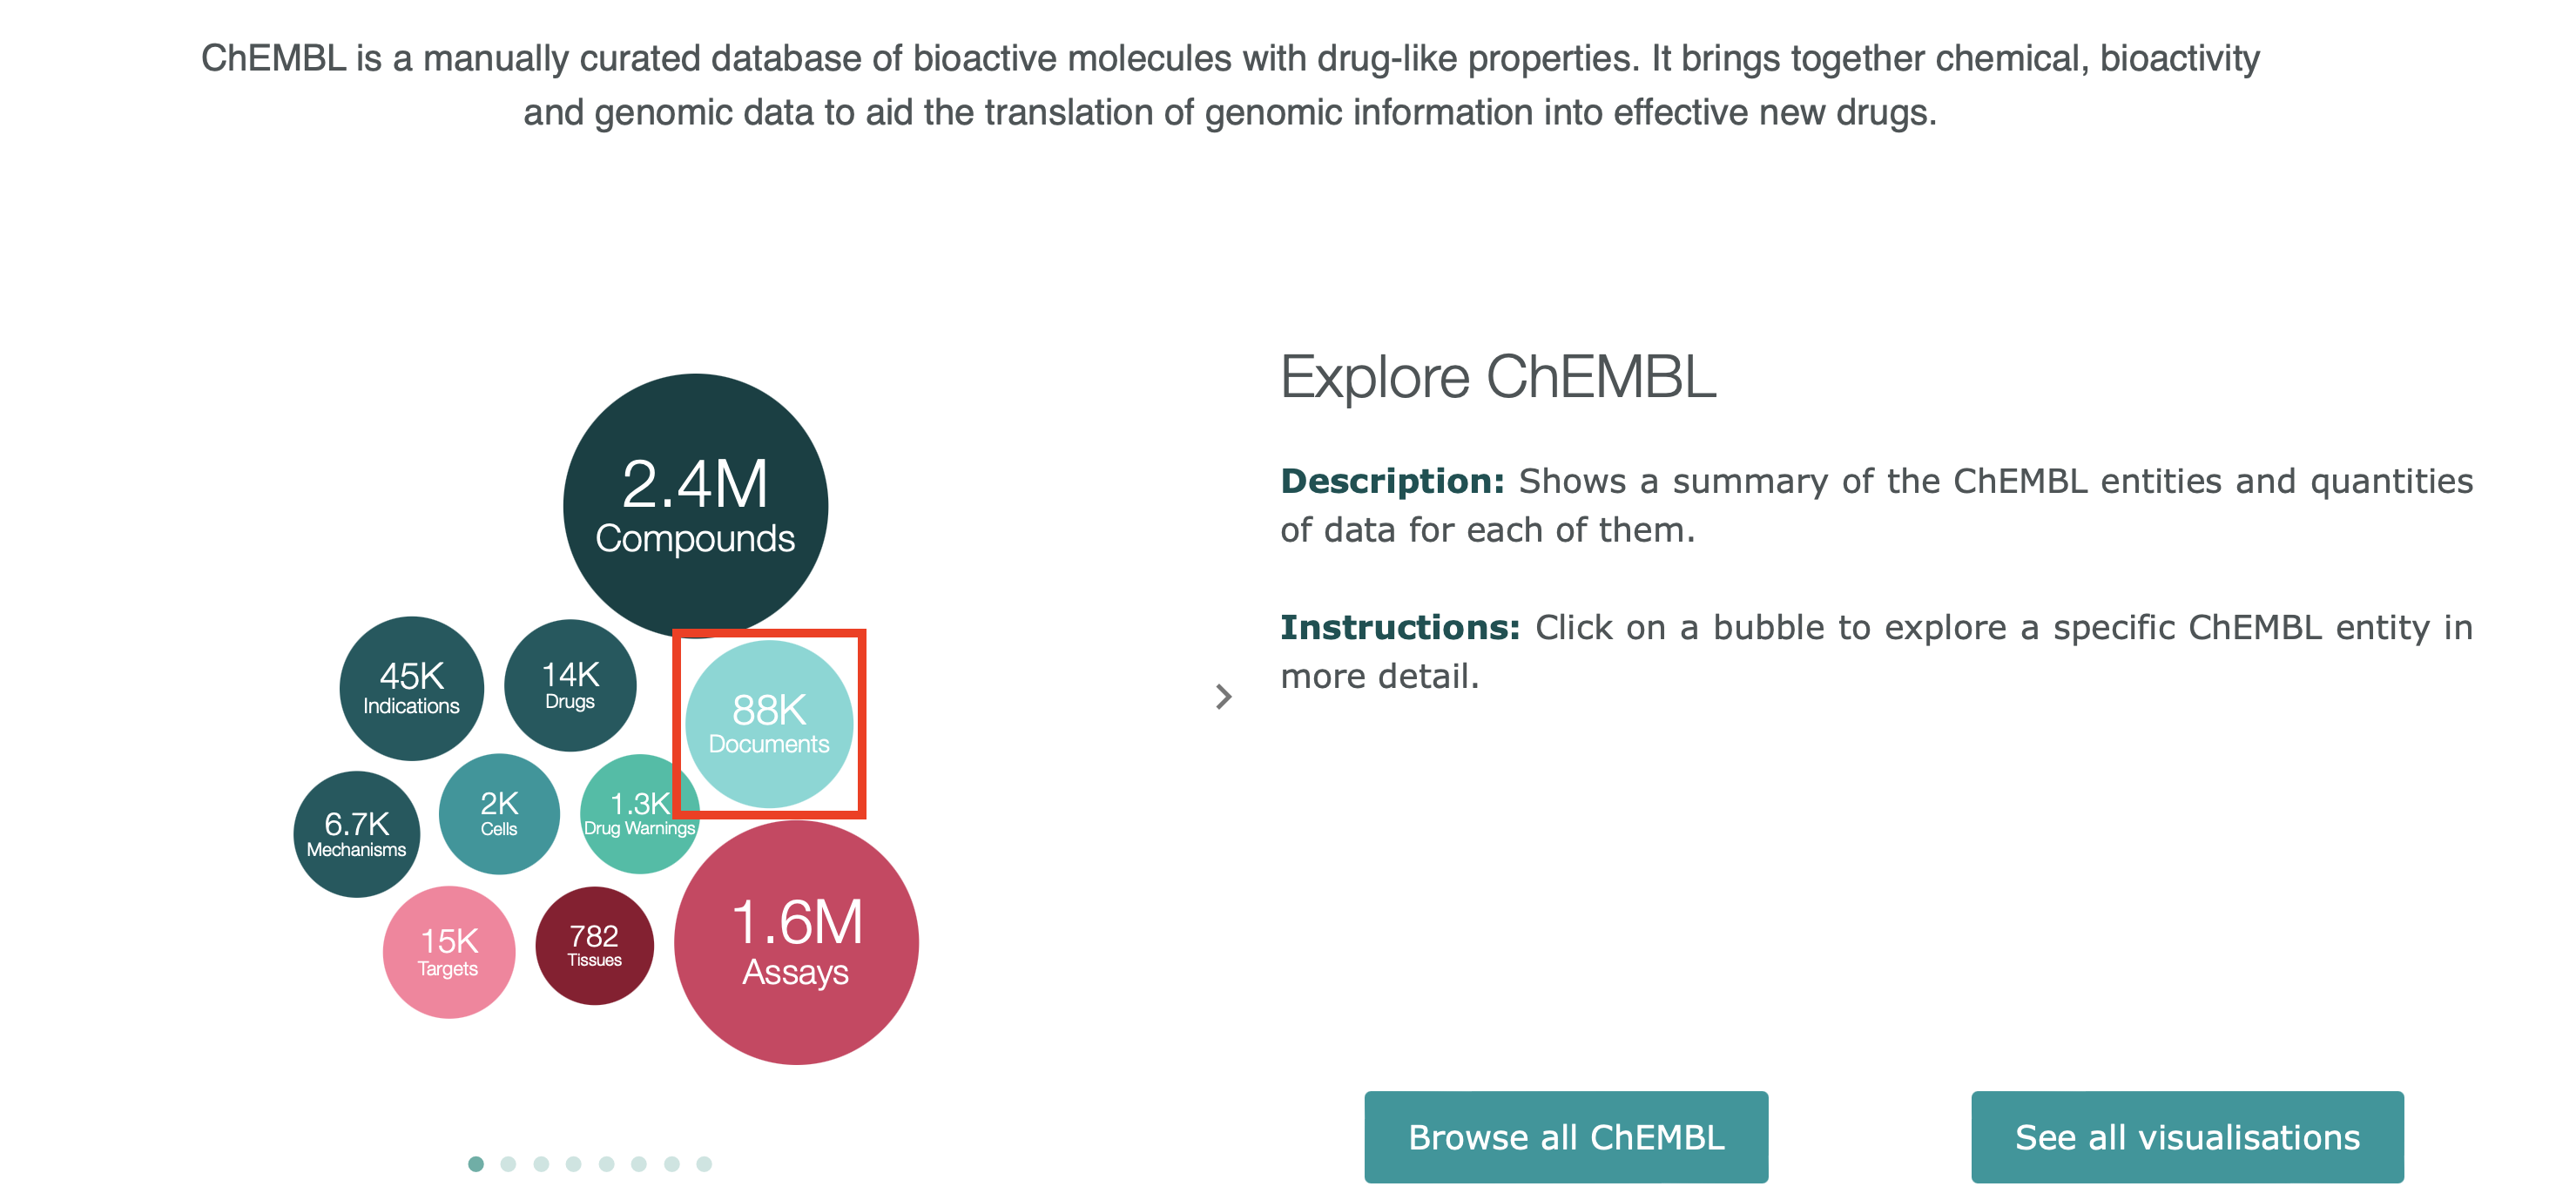 ChEMBL is a manually curated database of bioactive molecules with drug-like properties. It brings together chemical, bioactivity
and genomic data to aid the translation of genomic information into effective new drugs.
2.4M
Compounds
45K
Indications
14K
Drugs
88K
Documents
6.7K
Mechanisms
2K
Cells
1.3K
Drug Warnings
15K
Targets
782
Tissues
1.6M
Assays
Explore ChEMBL
Description: Shows a summary of the ChEMBL entities and quantities
of data for each of them.
Instructions: Click on a bubble to explore a specific ChEMBL entity in
more detail.
Browse all ChEMBL
See all visualisations